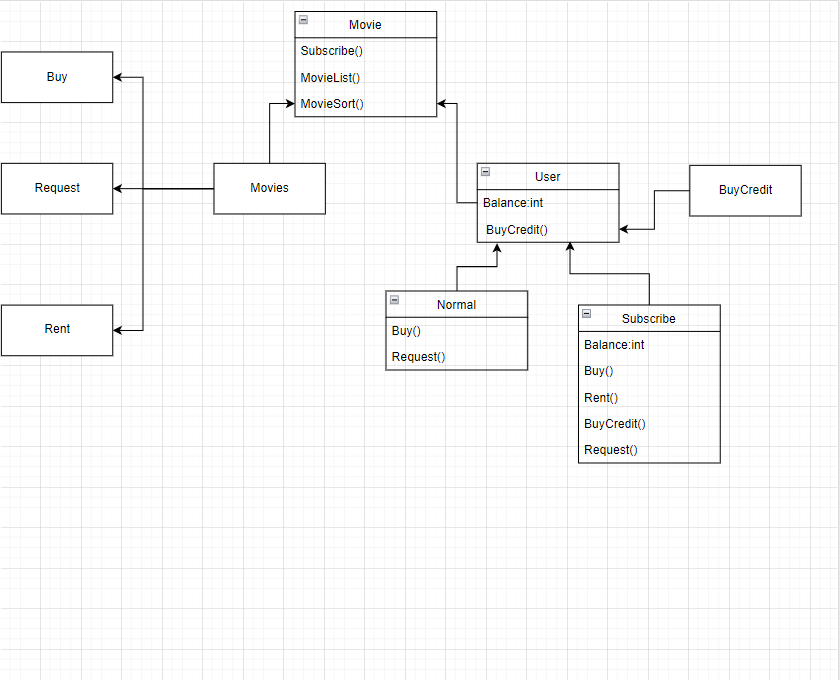 Movie
Subscribe()
MovieList()
MovieSort()
Buy
Request
Movies
Rent
User
Balance:int
BuyCredit()
BuyCredit
Normal
Buy()
Request()
Subscribe
Balance:int
Buy()
Rent()
BuyCredit()
Request()